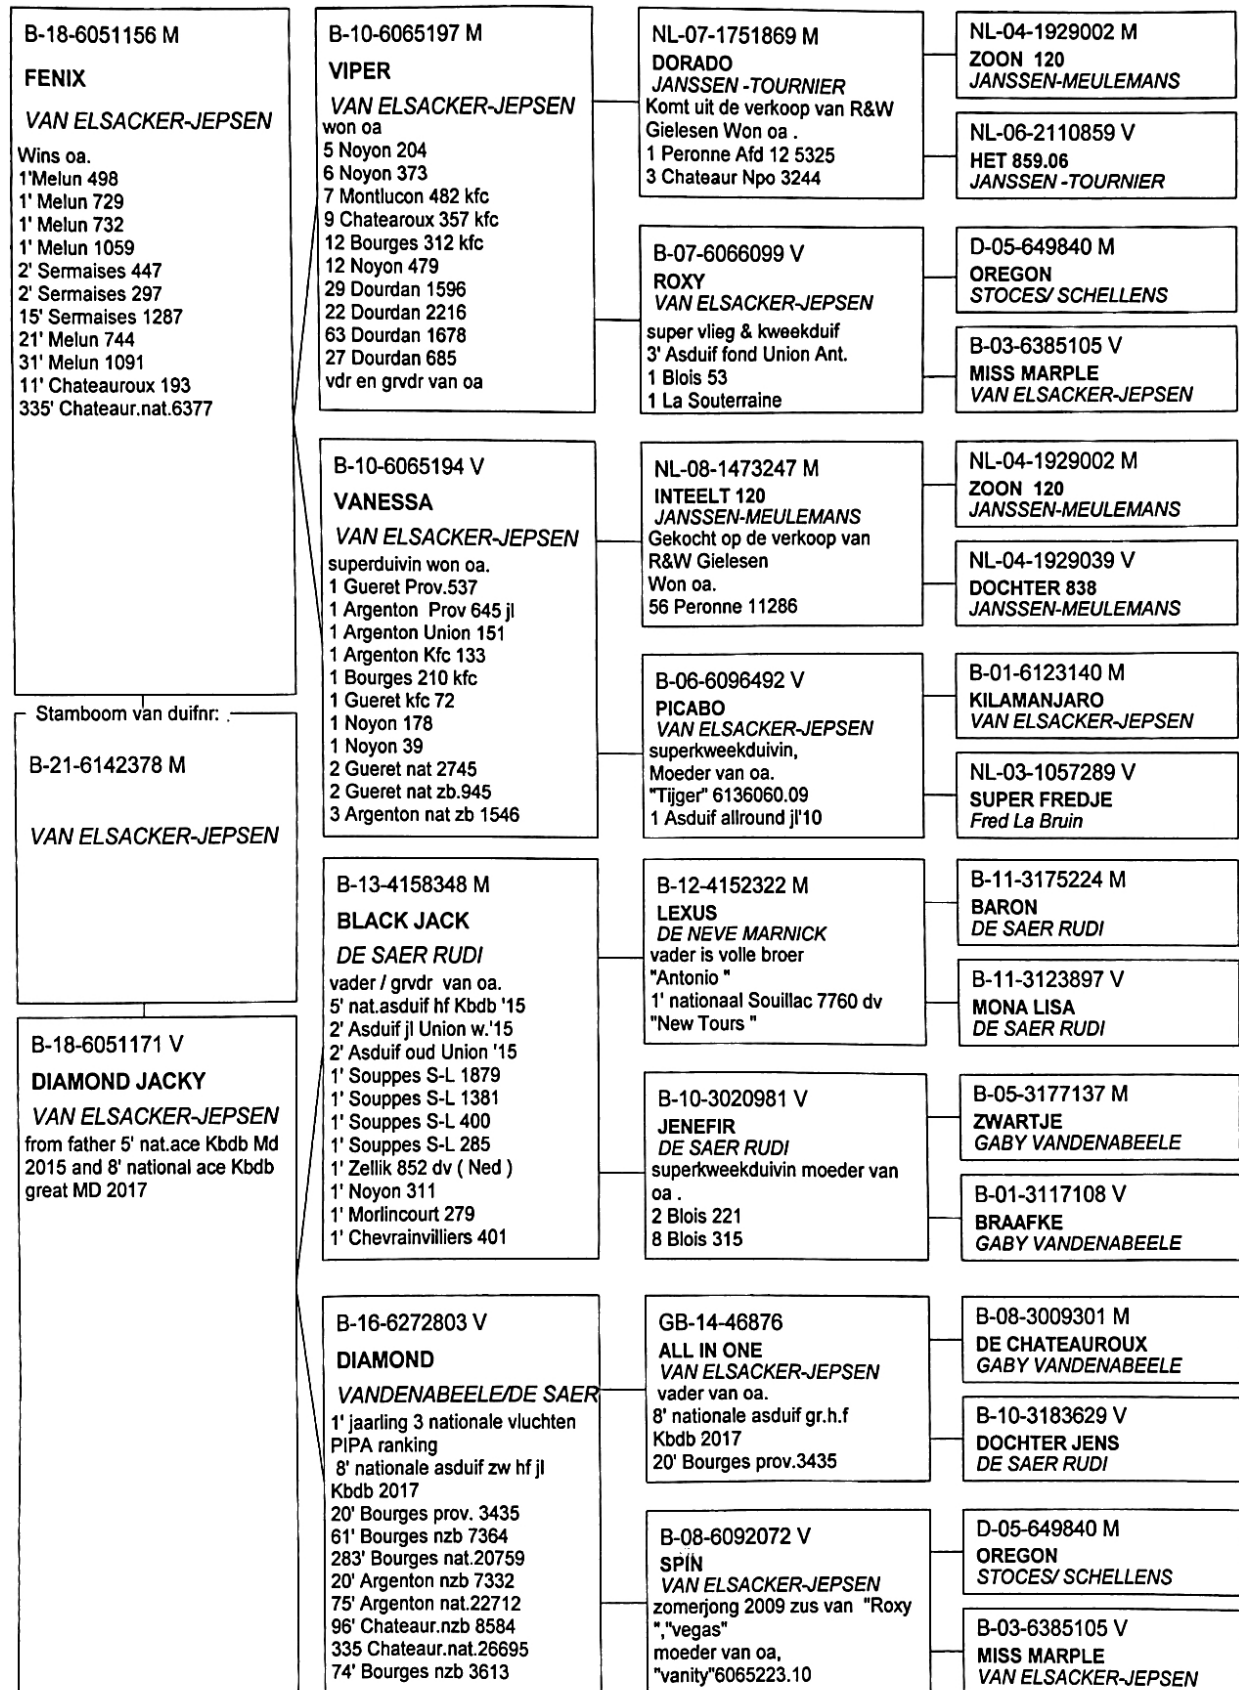 B-18-6051156 M
FENIX
VAN ELSACKER-JEPSEN
Wins oa.
1'Melun 498
1' Melun 729
1' Melun 732
1' Melun 1059
2' Sermaises 447
2' Sermaises 297
15' Sermaises 1287
21' Melun 744
31' Melun 1091
11' Chateauroux 193
335' Chateaur.nat.6377
Stamboom van duifnr: .
B-21-6142378 M
VAN ELSACKER-JEPSEN
B-18-6051171 V
DIAMOND JACKY
VAN ELSACKER-JEPSEN
from father 5' nat.ace Kbdb Md
2015 and 8' national ace Kbdb
great MD 2017
B-10-6065197 M
VIPER
VAN ELSACKER-JEPSEN
won oa
5 Noyon 204
6 Noyon 373
7 Montlucon 482 kfc
9 Chatearoux 357 kfc
12 Bourges 312 kfc
12 Noyon 479
29 Dourdan 1596
22 Dourdan 2216
63 Dourdan 1678
27 Dourdan 685
vdr en grvdr van oa
B-10-6065194 V
VANESSA
VAN ELSACKER-JEPSEN
superduivin won oa.
1 Gueret Prov.537
1 Argenton Prov 645 jl
1 Argenton Union 151
1 Argenton Kfc 133
1 Bourges 210 kfc
1 Gueret kfc 72
1 Noyon 178
1 Noyon 39
2 Gueret nat 2745
2 Gueret nat zb.945
3 Argenton nat zb 1546
B-13-4158348 M
BLACK JACK
DE SAER RUDI
vader / grvdr van oa.
5' nat.asduif hf Kbdb '15
2' Asduif jl Union w.'15
2' Asduif oud Union '15
1' Souppes S-L 1879
1' Souppes S-L 1381
1' Souppes S-L 400
1' Souppes S-L 285
1' Zellik 852 dv ( Ned )
1' Noyon 311
1' Morlincourt 279
1' Chevrainvilliers 401
B-16-6272803 V
DIAMOND
VANDENABEELE/DE SAER
1' jaarling 3 nationale vluchten
PIPA ranking
8' nationale asduif zw hf jl
Kbdb 2017
20' Bourges prov. 3435
61' Bourges nzb 7364
283' Bourges nat.20759
20' Argenton nzb 7332
75' Argenton nat.22712
96' Chateaur.nzb 8584
335 Chateaur.nat.26695
74' Bourges nzb 3613
NL-07-1751869 M
DORADO
JANSSEN -TOURNIER
Komt uit de verkoop van R&W
Gielesen Won oa .
1 Peronne Afd 12 5325
3 Chateaur Npo 3244
B-07-6066099 V
ROXY
VAN ELSACKER-JEPSEN
super vlieg & kweekduif
3' Asduif fond Union Ant.
1 Blois 53
1 La Souterraine
NL-08-1473247 M
INTEELT 120
JANSSEN-MEULEMANS
Gekocht op de verkoop van
R&W Gielesen
Won oa.
56 Peronne 11286
B-06-6096492 V
PICABO
VAN ELSACKER-JEPSEN
superkweekduivin,
Moeder van oa.
"Tijger" 6136060.09
1 Asduif allround jl'10
B-12-4152322 M
LEXUS
DE NEVE MARNICK
vader is volle broer
"Antonio "
1' nationaal Souillac 7760 dv
"New Tours "
B-10-3020981 V
JENEFIR
DE SAER RUDI
superkweekduivin moeder van
oa .
2 Blois 221
8 Blois 315
GB-14-46876
ALL IN ONE
VAN ELSACKER-JEPSEN
vader van oa.
8' nationale asduif gr.h.f
Kbdb 2017
20' Bourges prov.3435
B-08-6092072 V
SPIN
VAN ELSACKER-JEPSEN
zomerjong 2009 zus van "Roxy
","vegas"
moeder van oa,
"vanity"6065223.10
NL-04-1929002 M
ZOON 120
JANSSEN-MEULEMANS
NL-06-2110859 V
HET 859.06
JANSSEN -TOURNIER
D-05-649840 M
OREGON
STOCES/ SCHELLENS
B-03-6385105 V
MISS MARPLE
VAN ELSACKER-JEPSEN
NL-04-1929002 M
ZOON 120
JANSSEN-MEULEMANS
NL-04-1929039 V
DOCHTER 838
JANSSEN-MEULEMANS
B-01-6123140 M
KILAMANJARO
VAN ELSACKER-JEPSEN
NL-03-1057289 V
SUPER FREDJE
Fred La Bruin
B-11-3175224 M
BARON
DE SAER RUDI
B-11-3123897 V
MONA LISA
DE SAER RUDI
B-05-3177137 M
ZWARTJE
GABY VANDENABEELE
B-01-3117108 V
BRAAFKE
GABY VANDENABEELE
B-08-3009301 M
DE CHATEAUROUX
GABY VANDENABEELE
B-10-3183629 V
DOCHTER JENS
DE SAER RUDI
D-05-649840 M
OREGON
STOCES/ SCHELLENS
B-03-6385105 V
MISS MARPLE
VAN ELSACKER-JEPSEN